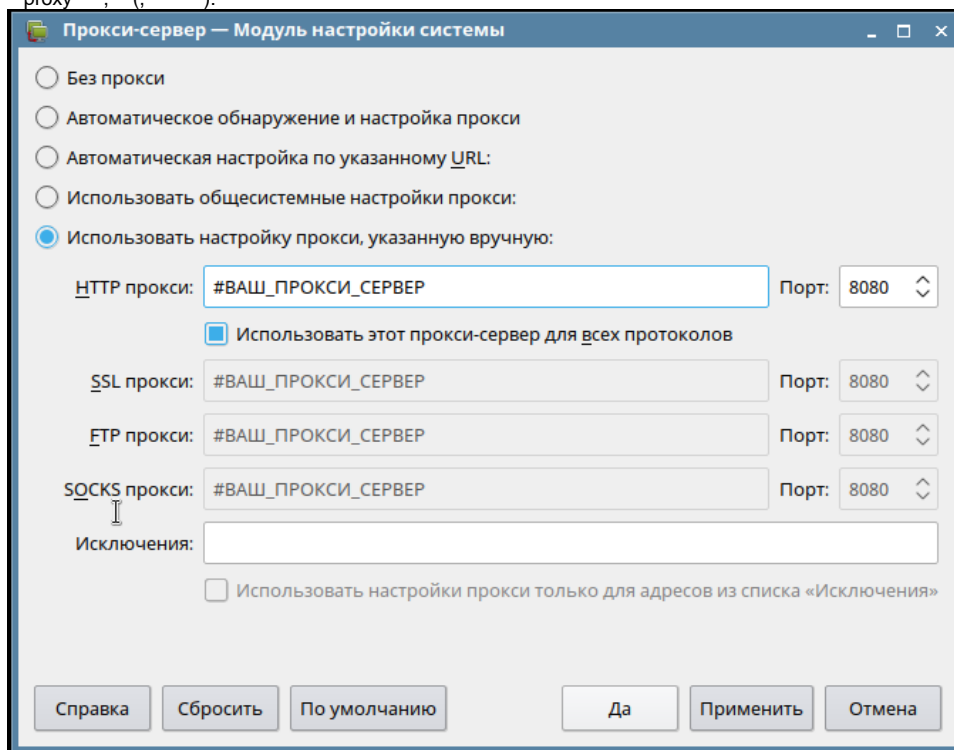 proxy , (, ).
Прокси-сервер — Модуль настройки системы
Без прокси
Автоматическое обнаружение и настройка прокси
Автоматическая настройка по указанному URL:
Использовать общесистемные настройки прокси:
Использовать настройку прокси, указанную вручную:
HTTP прокси: #ВАШ_ПРОКСИ_СЕРВЕР Порт: 8080
Использовать этот прокси-сервер для всех протоколов
SSL прокси: #ВАШ_ПРОКСИ_СЕРВЕР Порт: 8080
FTP прокси: #ВАШ_ПРОКСИ_СЕРВЕР Порт: 8080
SOCKS прокси: #ВАШ_ПРОКСИ_СЕРВЕР Порт: 8080
Исключения:
Использовать настройки прокси только для адресов из списка «Исключения»
Справка Сбросить По умолчанию Да Применить Отмена